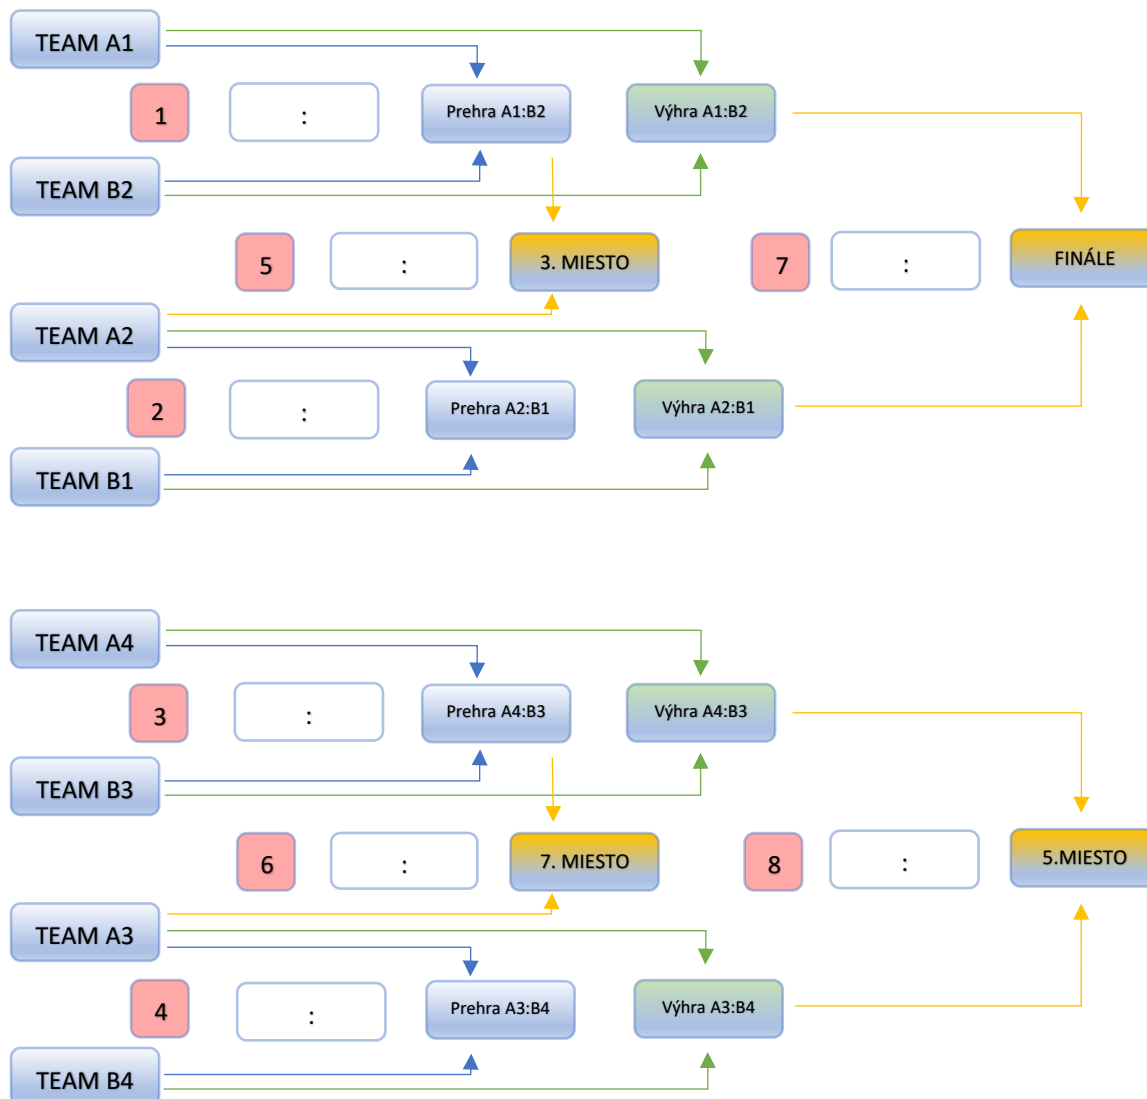 TEAM A1
1
:
Prehra A1:B2
Výhra A1:B2
TEAM B2
5
:
3. MIESTO
7
:
FINÁLE
TEAM A2
2
:
Prehra A2:B1
Výhra A2:B1
TEAM B1
TEAM A4
3
:
Prehra A4:B3
Výhra A4:B3
TEAM B3
6
:
7. MIESTO
8
:
5.MIESTO
TEAM A3
4
:
Prehra A3:B4
Výhra A3:B4
TEAM B4